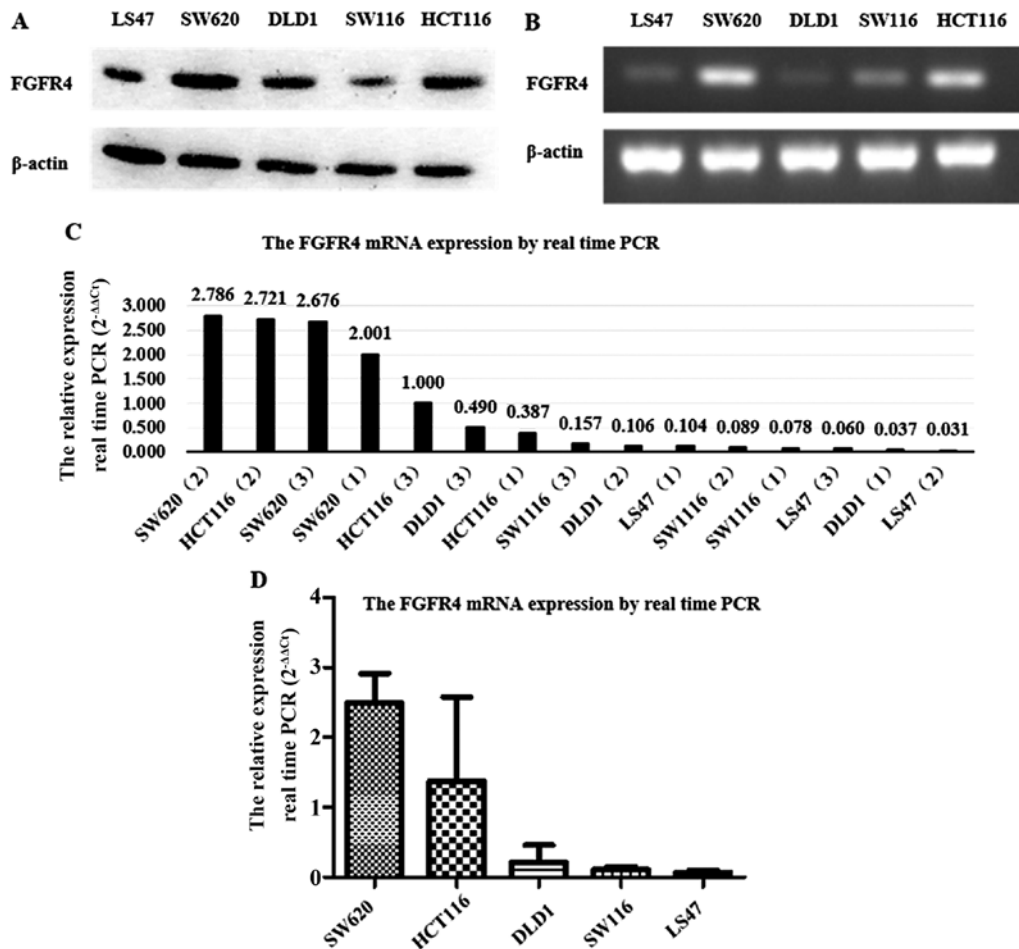 A
LS47 SW620 DLD1 SW116 HCT116
FGFR4
β-actin
B
LS47 SW620 DLD1 SW116 HCT116
FGFR4
β-actin
C
The FGFR4 mRNA expression by real time PCR
The relative expression
real time PCR (2-ΔΔCt)
3.000
2.500
2.000
1.500
1.000
0.500
0.000
2.786 2.721 2.676 2.001 1.000 0.490 0.387 0.157 0.106 0.104 0.089 0.078 0.060 0.037 0.031
SW620 (2)
HCT116 (2)
SW620 (3)
SW620 (1)
HCT116 (3)
DLD1 (3)
HCT116 (1)
SW1116 (3)
DLD1 (2)
LS47 (1)
SW1116 (2)
SW1116 (1)
LS47 (3)
DLD1 (1)
LS47 (2)
D
The FGFR4 mRNA expression by real time PCR
The relative expression
real time PCR (2-ΔΔCt)
4
3
2
1
0
SW620
HCT116
DLD1
SW116
LS47